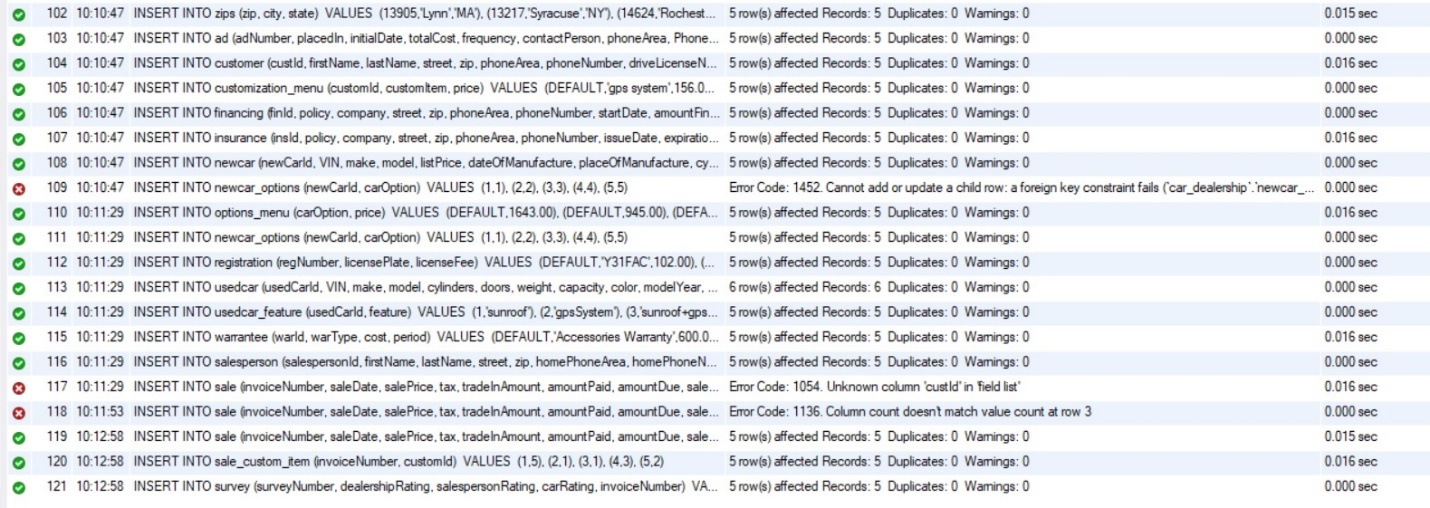 102 10:10:47 INSERT INTO zips (zip, city, state) VALUES (13905,'Lynn','MA'), (13217,'Syracuse','NY'), (14624,'Rochest... 5 row(s) affected Records: 5 Duplicates: 0 Warnings: 0 0.015 sec
103 10:10:47 INSERT INTO ad (adNumber, placedIn, initialDate, totalCost, frequency, contactPerson, phoneArea, Phone... 5 row(s) affected Records: 5 Duplicates: 0 Warnings: 0 0.000 sec
104 10:10:47 INSERT INTO customer (custId, firstName, lastName, street, zip, phoneArea, phoneNumber, driveLicenseN... 5 row(s) affected Records: 5 Duplicates: 0 Warnings: 0 0.016 sec
105 10:10:47 INSERT INTO customization_menu (customId, customItem, price) VALUES (DEFAULT,'gps system',156.0... 5 row(s) affected Records: 5 Duplicates: 0 Warnings: 0 0.000 sec
106 10:10:47 INSERT INTO financing (finId, policy, company, street, zip, phoneArea, phoneNumber, startDate, amountFin... 5 row(s) affected Records: 5 Duplicates: 0 Warnings: 0 0.000 sec
107 10:10:47 INSERT INTO insurance (insId, policy, company, street, zip, phoneArea, phoneNumber, issueDate, expiratio... 5 row(s) affected Records: 5 Duplicates: 0 Warnings: 0 0.016 sec
108 10:10:47 INSERT INTO newcar (newCarId, VIN, make, model, listPrice, dateOfManufacture, placeOfManufacture, cy... 5 row(s) affected Records: 5 Duplicates: 0 Warnings: 0 0.000 sec
109 10:10:47 INSERT INTO newcar_options (newCarId, carOption) VALUES (1,1), (2,2), (3,3), (4,4), (5,5) Error Code: 1452. Cannot add or update a child row: a foreign key constraint fails (`car_dealership`.`newcar_... 0.000 sec
110 10:11:29 INSERT INTO options_menu (carOption, price) VALUES (DEFAULT,1643.00), (DEFAULT,945.00), (DEFA... 5 row(s) affected Records: 5 Duplicates: 0 Warnings: 0 0.016 sec
111 10:11:29 INSERT INTO newcar_options (newCarId, carOption) VALUES (1,1), (2,2), (3,3), (4,4), (5,5) 5 row(s) affected Records: 5 Duplicates: 0 Warnings: 0 0.000 sec
112 10:11:29 INSERT INTO registration (regNumber, licensePlate, licenseFee) VALUES (DEFAULT,'Y31FAC',102.00), (... 5 row(s) affected Records: 5 Duplicates: 0 Warnings: 0 0.000 sec
113 10:11:29 INSERT INTO usedcar (usedCarId, VIN, make, model, cylinders, doors, weight, capacity, color, modelYear, ... 6 row(s) affected Records: 6 Duplicates: 0 Warnings: 0 0.000 sec
114 10:11:29 INSERT INTO usedcar_feature (usedCarId, feature) VALUES (1,'sunroof'), (2,'gpsSystem'), (3,'sunroof+gps... 5 row(s) affected Records: 5 Duplicates: 0 Warnings: 0 0.000 sec
115 10:11:29 INSERT INTO warrantee (warId, warType, cost, period) VALUES (DEFAULT,'Accessories Warranty',600.0... 5 row(s) affected Records: 5 Duplicates: 0 Warnings: 0 0.016 sec
116 10:11:29 INSERT INTO salesperson (salespersonId, firstName, lastName, street, zip, homePhoneArea, homePhoneN... 5 row(s) affected Records: 5 Duplicates: 0 Warnings: 0 0.000 sec
117 10:11:29 INSERT INTO sale (invoiceNumber, saleDate, salePrice, tax, tradeInAmount, amountPaid, amountDue, sale... Error Code: 1054. Unknown column 'custId' in 'field list' 0.016 sec
118 10:11:53 INSERT INTO sale (invoiceNumber, saleDate, salePrice, tax, tradeInAmount, amountPaid, amountDue, sale... Error Code: 1136. Column count doesn't match value count at row 3 0.000 sec
119 10:12:58 INSERT INTO sale (invoiceNumber, saleDate, salePrice, tax, tradeInAmount, amountPaid, amountDue, sale... 5 row(s) affected Records: 5 Duplicates: 0 Warnings: 0 0.015 sec
120 10:12:58 INSERT INTO sale_custom_item (invoiceNumber, customId) VALUES (1,5), (2,1), (3,1), (4,3), (5,2) 5 row(s) affected Records: 5 Duplicates: 0 Warnings: 0 0.016 sec
121 10:12:58 INSERT INTO survey (surveyNumber, dealershipRating, salespersonRating, carRating, invoiceNumber) VA... 5 row(s) affected Records: 5 Duplicates: 0 Warnings: 0 0.000 sec